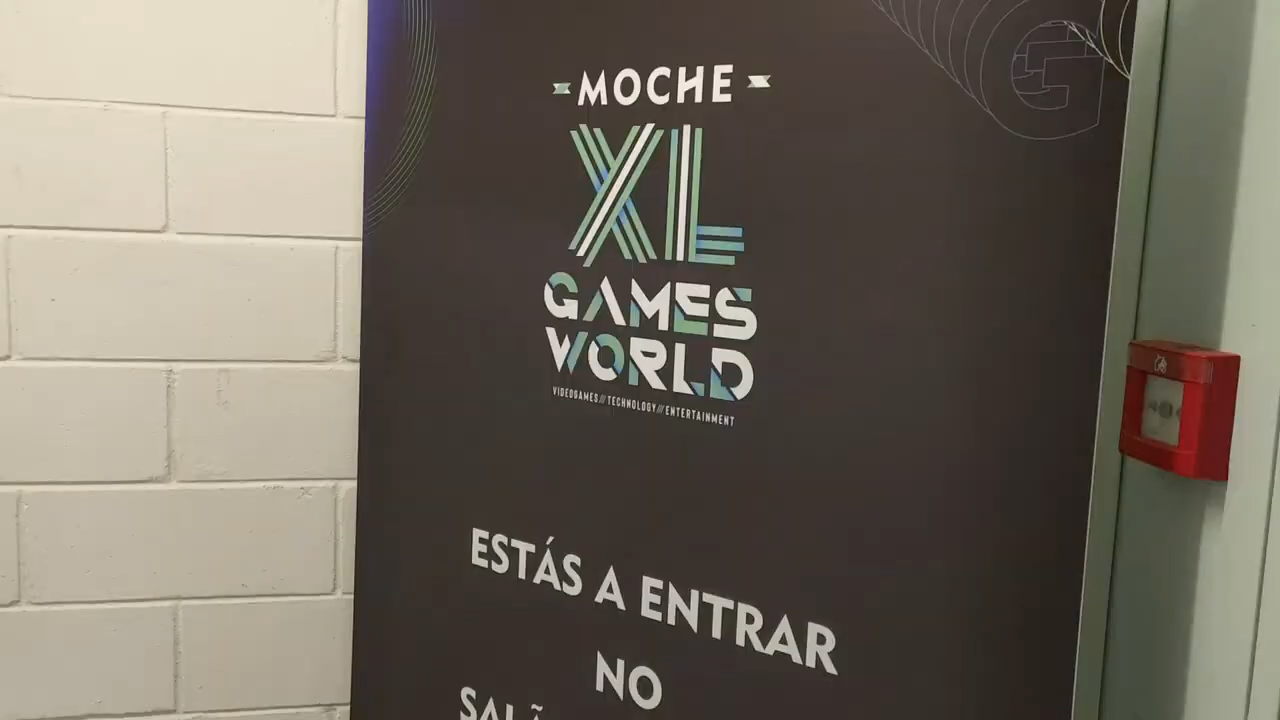 MOCHE
XL
GAMES
WORLD
VIDEOGAMES//TECHNOLOGY//ENTERTAINMENT
ESTÁS A ENTRAR
NO